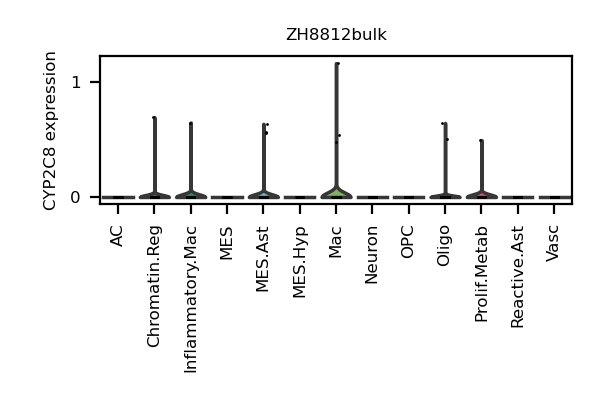 ZH8812bulk
CYP2C8 expression
1
0
AC
Chromatin.Reg
Inflammatory.Mac
MES
MES.Ast
MES.Hyp
Mac
Neuron
OPC
Oligo
Prolif.Metab
Reactive.Ast
Vasc